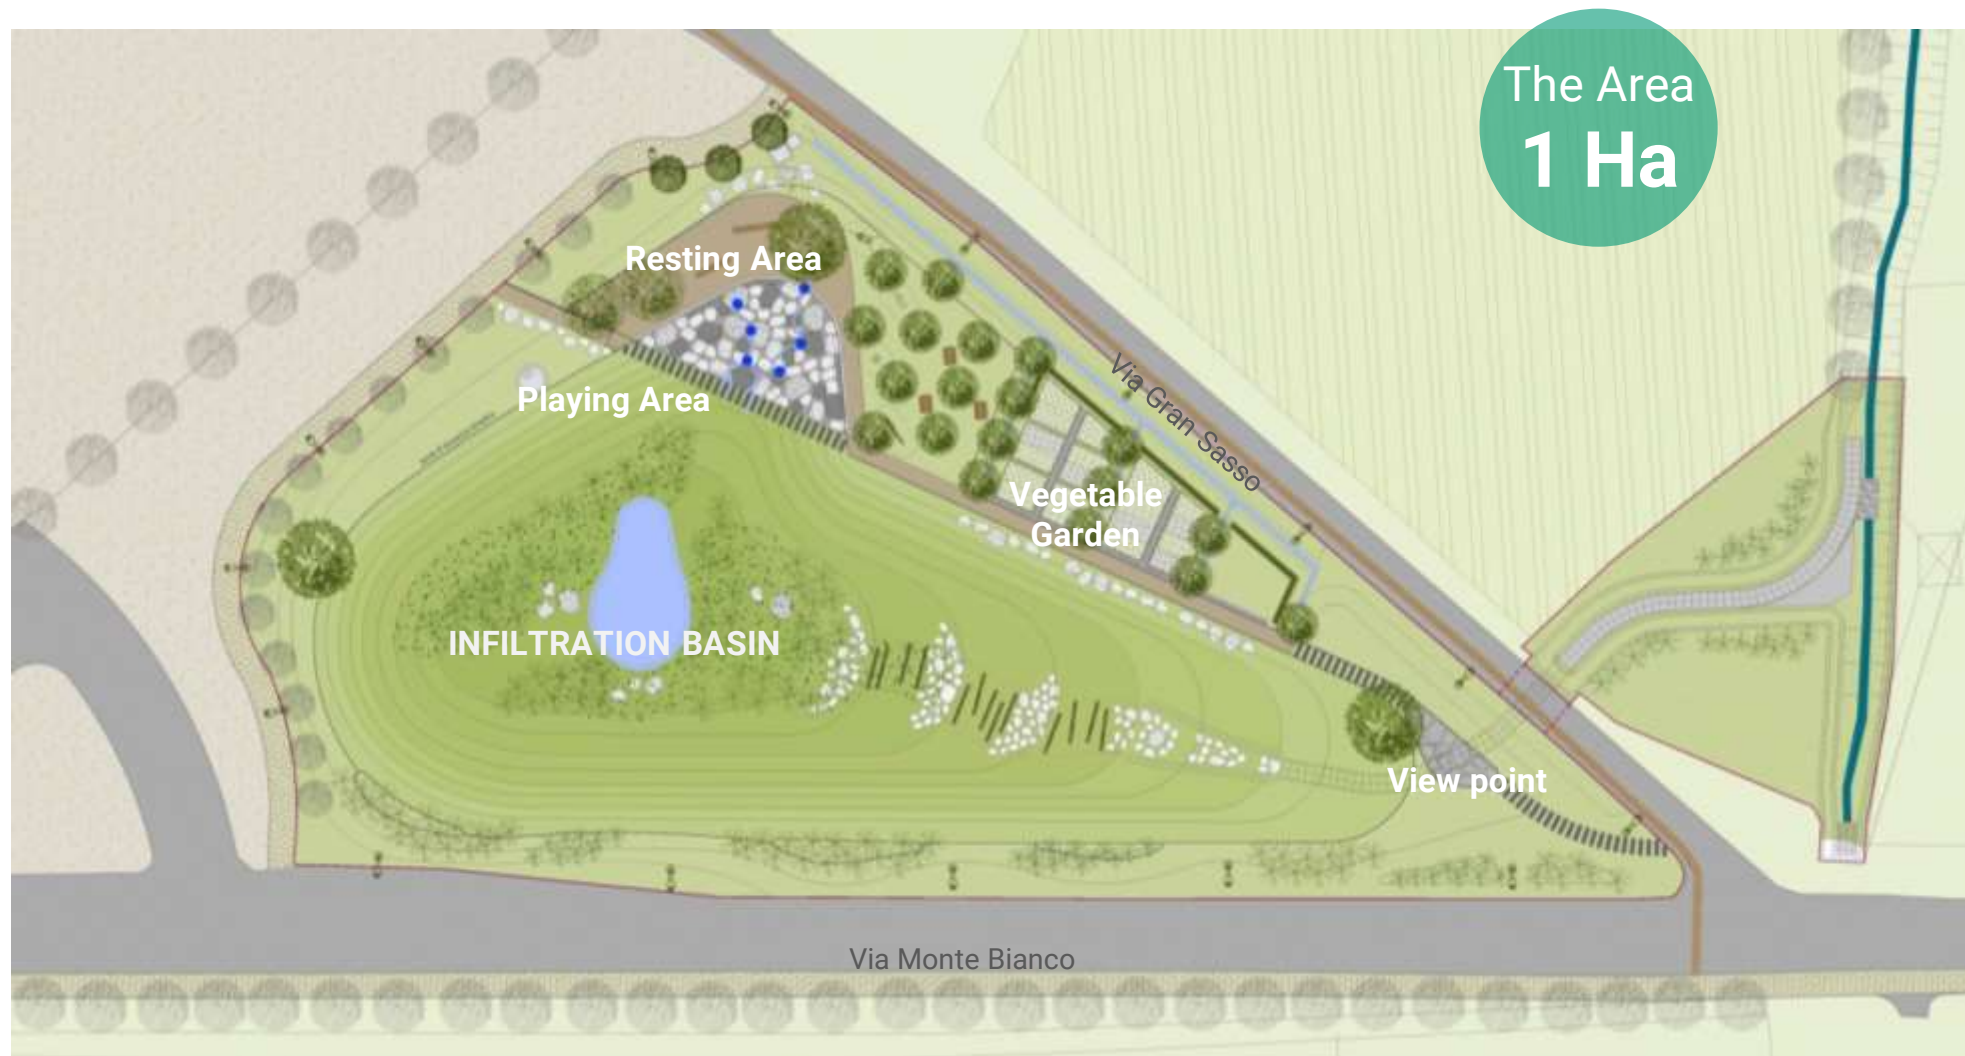 The Area
1 Ha
Resting Area
Playing Area
Via Gran Sasso
Vegetable
Garden
INFILTRATION BASIN
View point
Via Monte Bianco